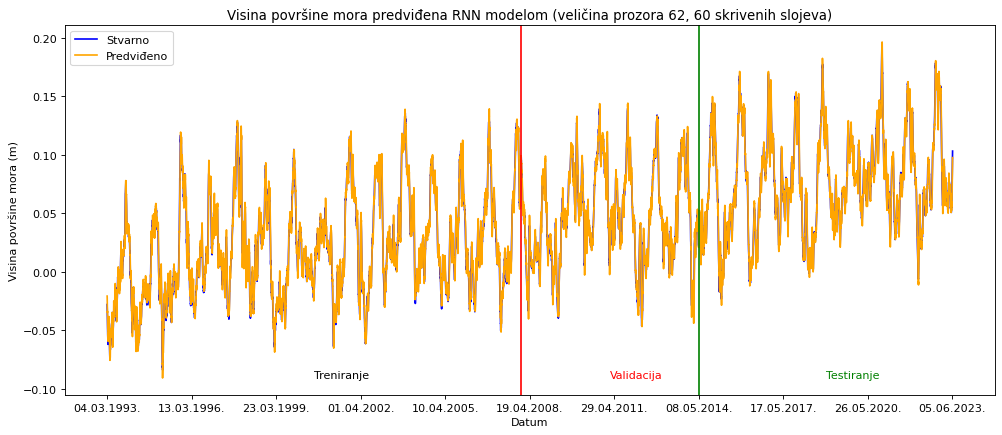 Visina površine mora predviđena RNN modelom (veličina prozora 62, 60 skrivenih slojeva)
Stvarno
Predviđeno
0.20
0.15
0.10
0.05
0.00
−0.05
−0.10
Visina površine mora (m)
Treniranje
Validacija
Testiranje
04.03.1993.
13.03.1996.
23.03.1999.
01.04.2002.
10.04.2005.
19.04.2008.
29.04.2011.
08.05.2014.
17.05.2017.
26.05.2020.
05.06.2023.
Datum